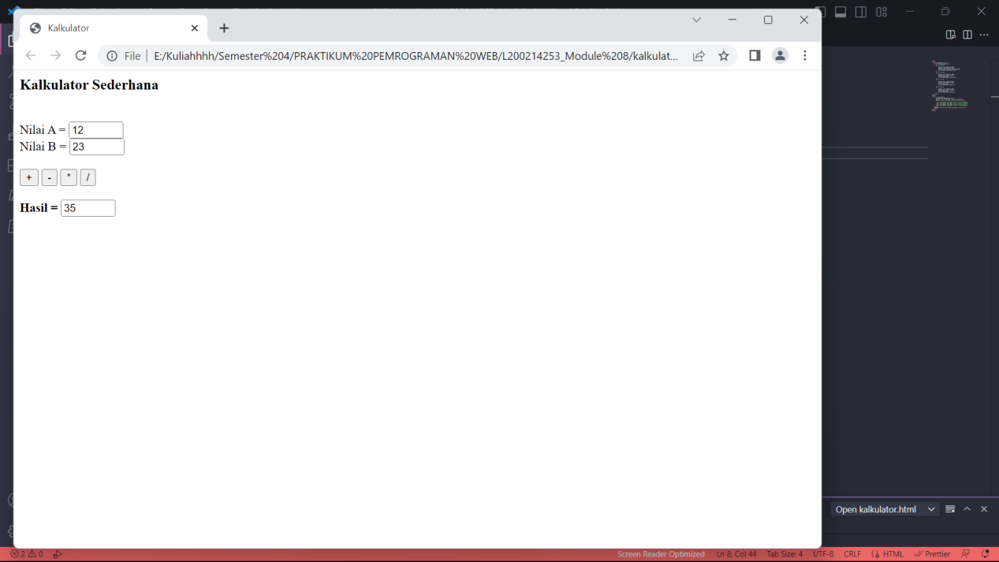 Kalkulator
File
E:/Kuliahhhh/Semester%204/PRAKTIKUM%20PEMROGRAMAN%20WEB/L200214253_Module%208/kalkulat...
Kalkulator Sederhana
Nilai A = 12
Nilai B = 23
+ - * /
Hasil = 35
Open kalkulator.html
2 0 Screen Reader Optimized Ln 8, Col 44 Tab Size: 4 UTF-8 CRLF HTML Prettier